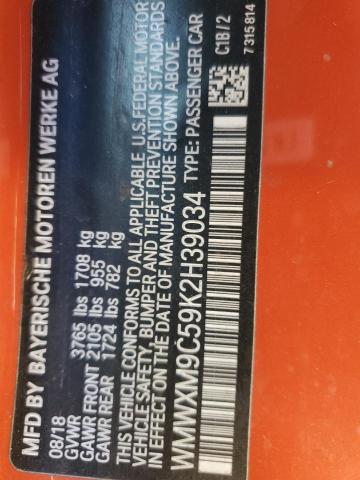 MFD BY BAYERISCHE MOTOREN WERKE AG
08/18
GVWR 3765 lbs 1708 kg
GAWR FRONT 2105 lbs 955 kg
GAWR REAR 1724 lbs 782 kg
THIS VEHICLE CONFORMS TO ALL APPLICABLE U.S.FEDERAL MOTOR
VEHICLE SAFETY, BUMPER AND THEFT PREVENTION STANDARDS
IN EFFECT ON THE DATE OF MANUFACTURE SHOWN ABOVE.
WMWXM9C59K2H39034 TYPE: PASSENGER CAR
C1B/2
7315814